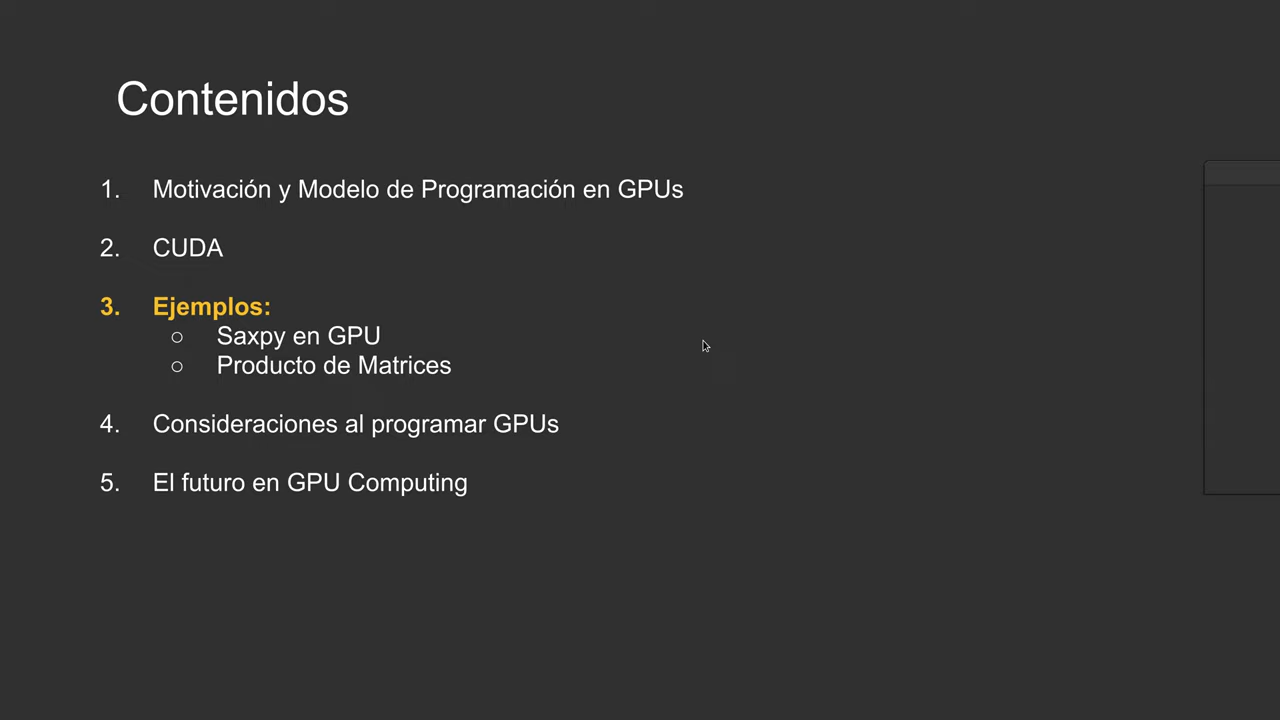 Contenidos
1. Motivación y Modelo de Programación en GPUs
2. CUDA
3. Ejemplos:
○ Saxpy en GPU
○ Producto de Matrices
4. Consideraciones al programar GPUs
5. El futuro en GPU Computing